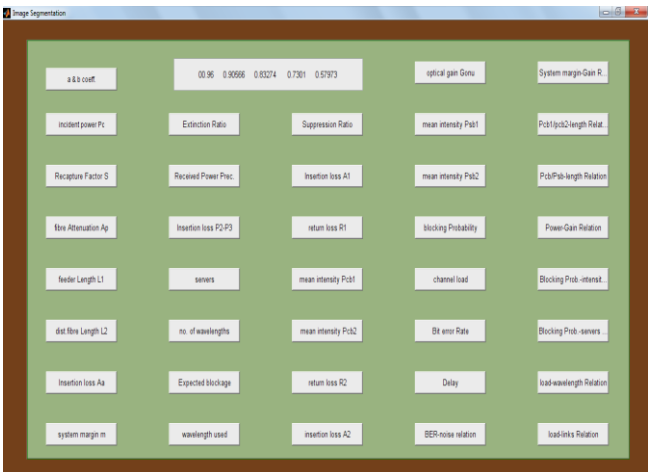 Image Segmentation
a & b coeff.
00.96 0.90566 0.83274 0.7301 0.57973
optical gain Gonu
System margin-Gain R...
incident power Pc
Extinction Ratio
Suppression Ratio
mean intensity Psb1
Pcb1/pcb2-length Relat...
Recapture Factor S
Received Power Prec.
Insertion loss A1
mean intensity Psb2
Pcb/Psb-length Relation
fibre Attenuation Ap
Insertion loss P2-P3
return loss R1
blocking Probability
Power-Gain Relation
feeder Length L1
servers
mean intensity Pcb1
channel load
Blocking Prob.-intensit...
dist fibre Length L2
no. of wavelengths
mean intensity Pcb2
Bit error Rate
Blocking Prob.-servers ...
Insertion loss Aa
Expected blockage
return loss R2
Delay
load-wavelength Relation
system margin m
wavelength used
insertion loss A2
BER-noise relation
load-links Relation